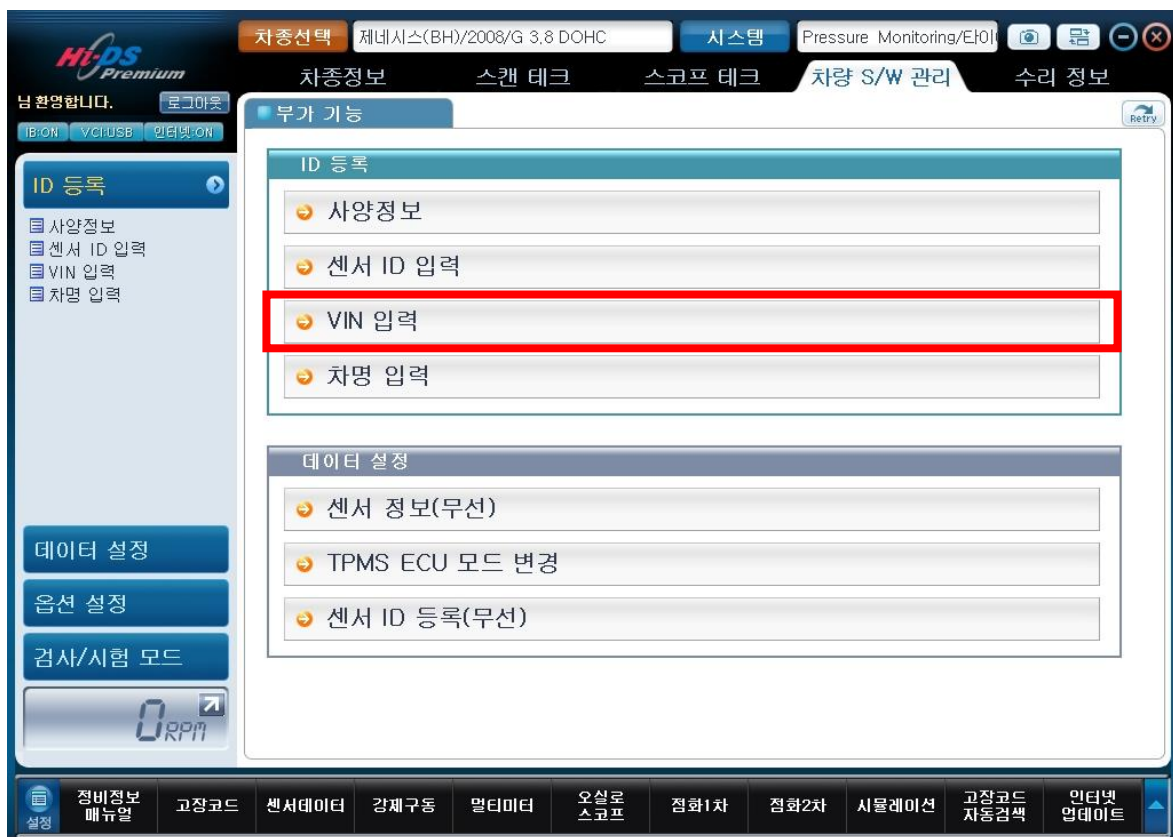 Hi-DS
Premium
차종선택
제네시스(BH)/2008/G 3.8 DOHC
시스템
Pressure Monitoring/타이
차종정보
스캔 테크
스코프 테크
차량 S/W 관리
수리 정보
님 환영합니다.
로그아웃
IB:ON
VCI:USB
인터넷:ON
부가 기능
Retry
ID 등록
사양정보
센서 ID 입력
VIN 입력
차명 입력
데이터 설정
옵션 설정
검사/시험 모드
0 RPM
ID 등록
사양정보
센서 ID 입력
VIN 입력
차명 입력
데이터 설정
센서 정보(무선)
TPMS ECU 모드 변경
센서 ID 등록(무선)
설정
정비정보
매뉴얼
고장코드
센서데이터
강제구동
멀티미터
오실로
스코프
점화1차
점화2차
시뮬레이션
고장코드
자동검색
인터넷
업데이트